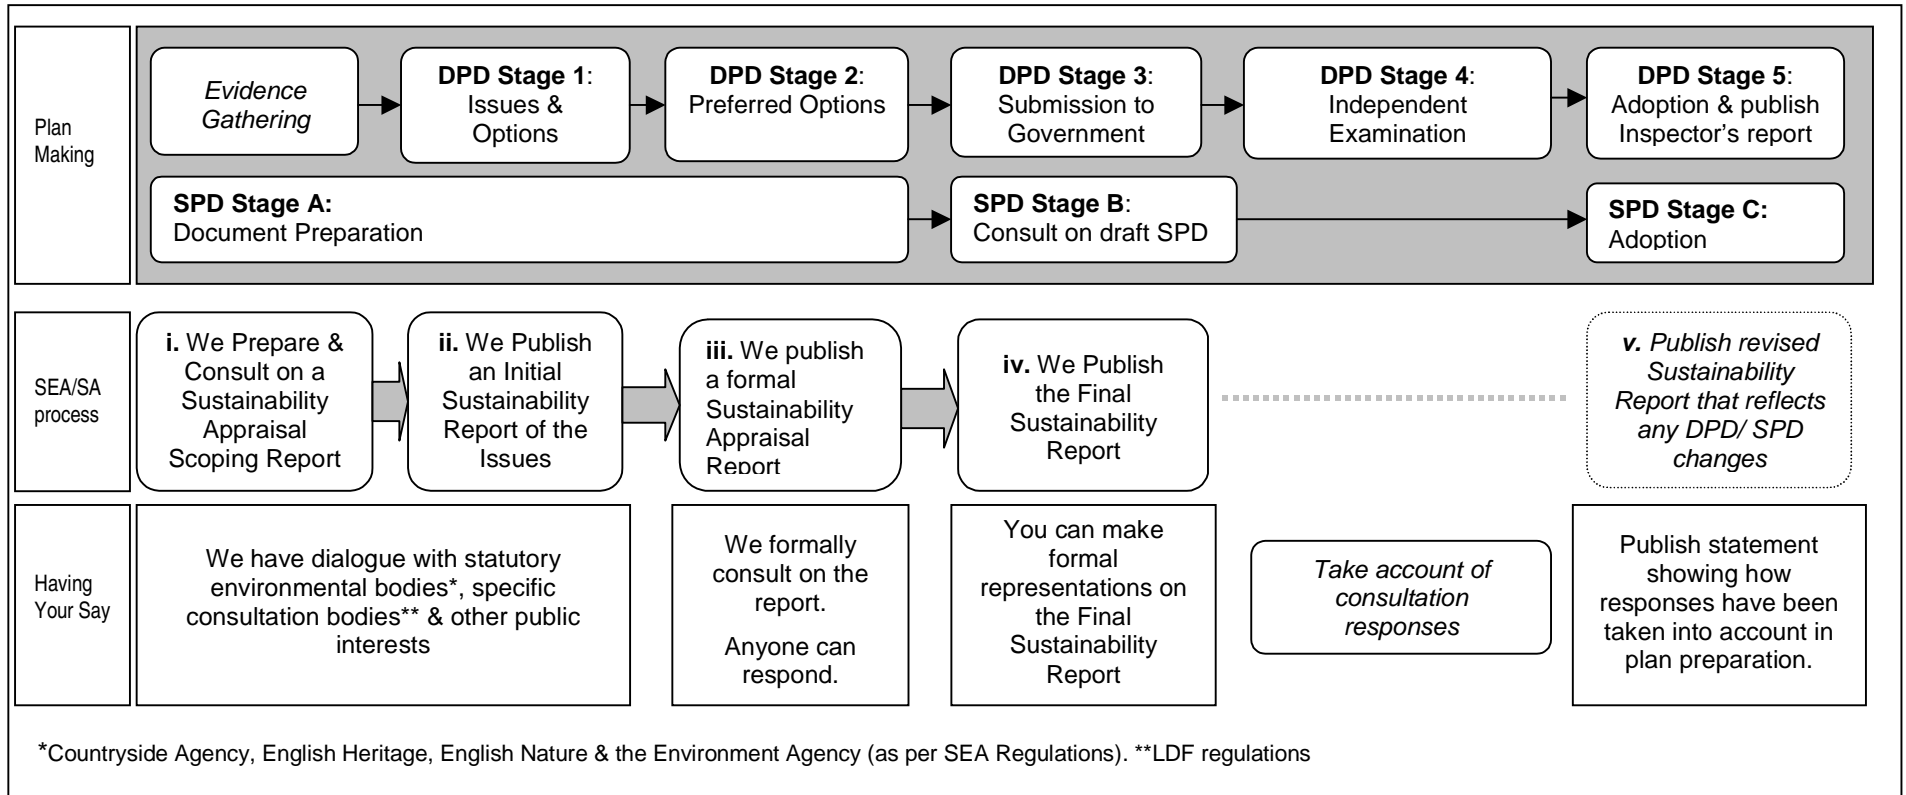 Plan
Making
Evidence
Gathering
DPD Stage 1:
Issues &
Options
DPD Stage 2:
Preferred Options
DPD Stage 3:
Submission to
Government
DPD Stage 4:
Independent
Examination
DPD Stage 5:
Adoption & publish
Inspector's report
SPD Stage A:
Document Preparation
SPD Stage B:
Consult on draft SPD
SPD Stage C:
Adoption
SEA/SA
process
i. We Prepare &
Consult on a
Sustainability
Appraisal
Scoping Report
ii. We Publish
an Initial
Sustainability
Report of the
Issues
iii. We publish
a formal
Sustainability
Appraisal
Report
iv. We Publish
the Final
Sustainability
Report
v. Publish revised
Sustainability
Report that reflects
any DPD/ SPD
changes
Having
Your Say
We have dialogue with statutory
environmental bodies*, specific
consultation bodies** & other public
interests
We formally
consult on the
report.
Anyone can
respond.
You can make
formal
representations on
the Final
Sustainability
Report
Take account of
consultation
responses
Publish statement
showing how
responses have been
taken into account in
plan preparation.
*Countryside Agency, English Heritage, English Nature & the Environment Agency (as per SEA Regulations). **LDF regulations